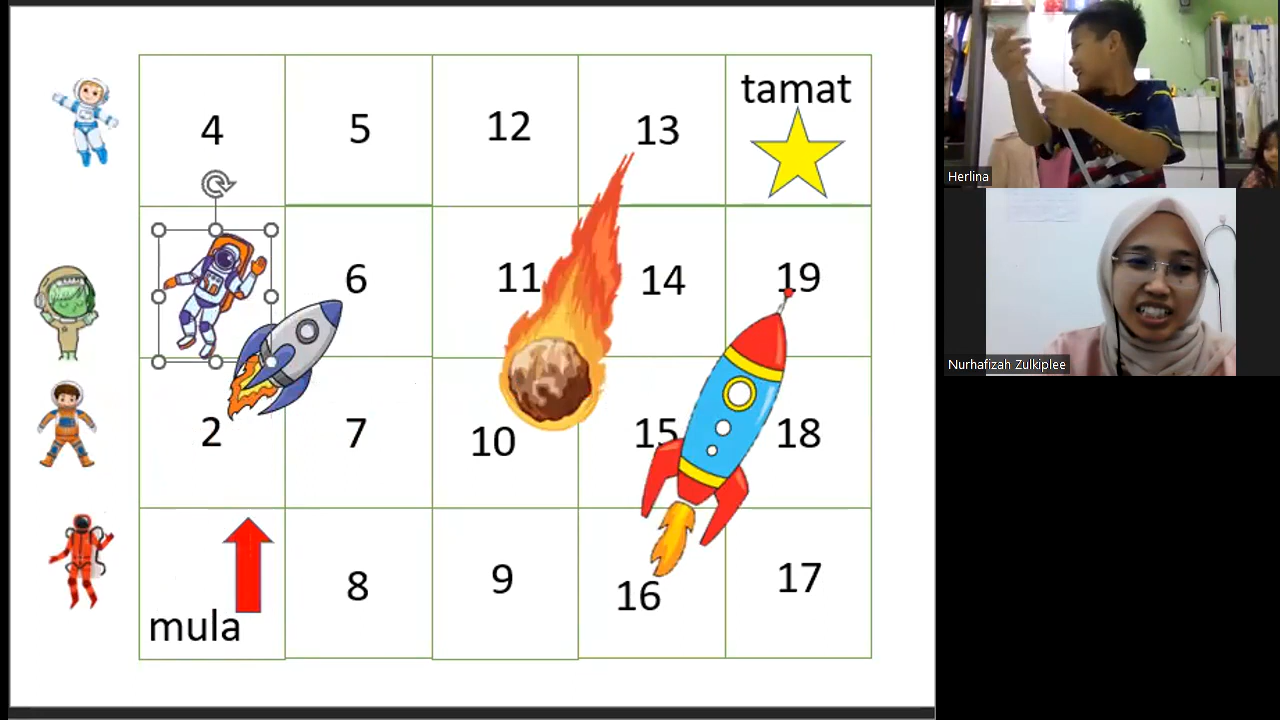 4 5 12 13 tamat
6 11 14 19
2 7 10 15 18
mula 8 9 16 17
Herlina
Nurhafizah Zulkiplee